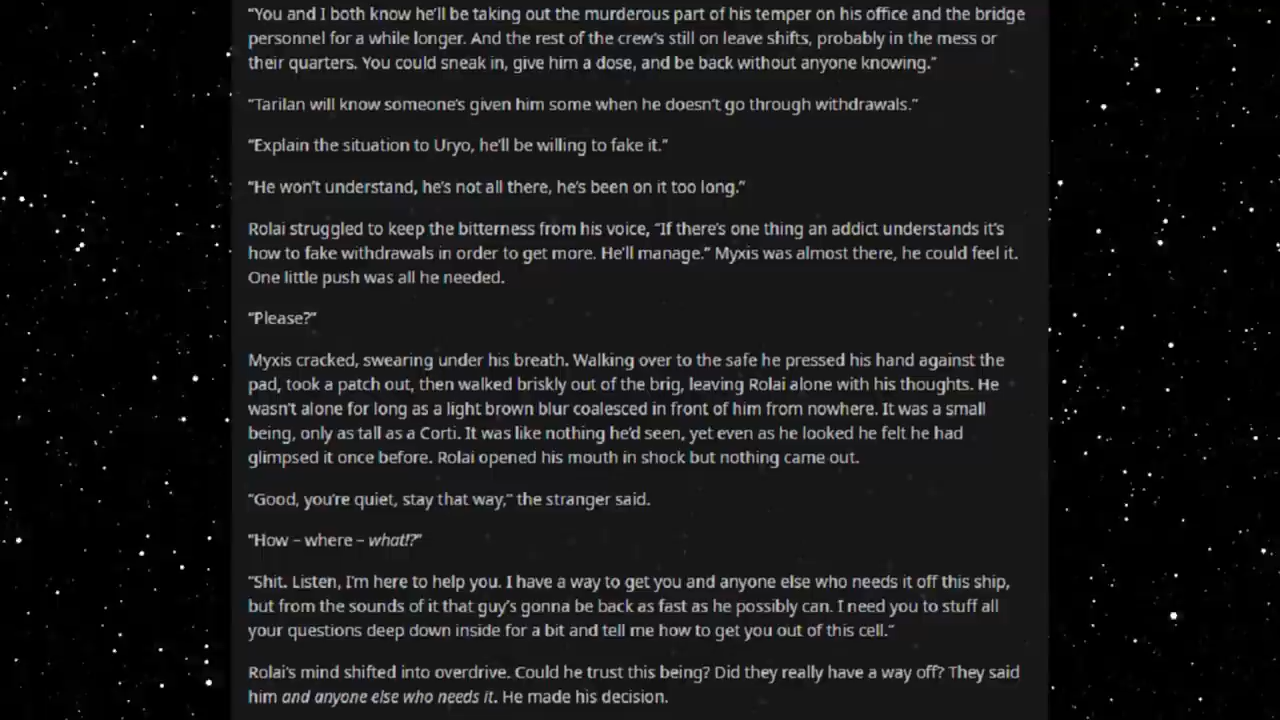 “You and I both know he’ll be taking out the murderous part of his temper on his office and the bridge
personnel for a while longer. And the rest of the crew’s still on leave shifts, probably in the mess or
their quarters. You could sneak in, give him a dose, and be back without anyone knowing.”
“Tarilan will know someone’s given him some when he doesn’t go through withdrawals.”
“Explain the situation to Uryo, he’ll be willing to fake it.”
“He won’t understand, he’s not all there, he’s been on it too long.”
Rolai struggled to keep the bitterness from his voice, “If there’s one thing an addict understands it’s
how to fake withdrawals in order to get more. He’ll manage.” Myxis was almost there, he could feel it.
One little push was all he needed.
“Please?”
Myxis cracked, swearing under his breath. Walking over to the safe he pressed his hand against the
pad, took a patch out, then walked briskly out of the brig, leaving Rolai alone with his thoughts. He
wasn’t alone for long as a light brown blur coalesced in front of him from nowhere. It was a small
being, only as tall as a Corti. It was like nothing he’d seen, yet even as he looked he felt he had
glimpsed it once before. Rolai opened his mouth in shock but nothing came out.
“Good, you’re quiet, stay that way,” the stranger said.
“How – where – what!?”
“Shit. Listen, I’m here to help you. I have a way to get you and anyone else who needs it off this ship,
but from the sounds of it that guy’s gonna be back as fast as he possibly can. I need you to stuff all
your questions deep down inside for a bit and tell me how to get you out of this cell.”
Rolai’s mind shifted into overdrive. Could he trust this being? Did they really have a way off? They said
him and anyone else who needs it. He made his decision.